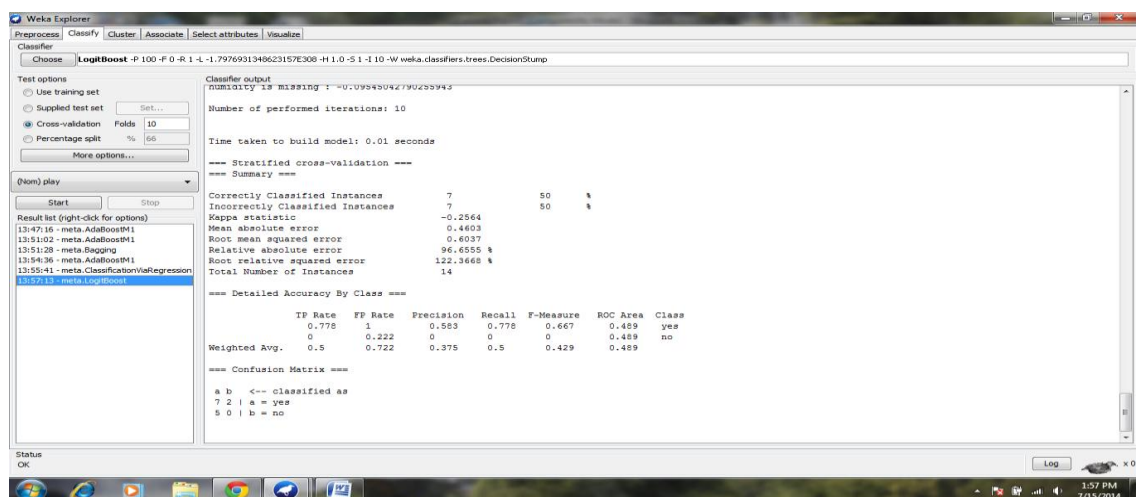 Weka Explorer
Preprocess Classify Cluster Associate Select attributes Visualize
Classifier
Choose LogitBoost -P 100 -F 0 -R 1 -L -1.7976931348623157E308 -H 1.0 -S 1 -I 10 -W weka.classifiers.trees.DecisionStump
Test options
Use training set
Supplied test set Set...
Cross-validation Folds 10
Percentage split % 66
More options...
(Nom) play
Start Stop
Result list (right-click for options)
13:47:16 - meta.AdaBoostM1
13:51:02 - meta.AdaBoostM1
13:51:28 - meta.Bagging
13:54:36 - meta.AdaBoostM1
13:55:41 - meta.ClassificationViaRegression
13:57:13 - meta.LogitBoost
Classifier output
humidity is missing : -0.09545042790255943
Number of performed iterations: 10
Time taken to build model: 0.01 seconds
=== Stratified cross-validation ===
=== Summary ===
Correctly Classified Instances 7 50 %
Incorrectly Classified Instances 7 50 %
Kappa statistic -0.2564
Mean absolute error 0.4603
Root mean squared error 0.6037
Relative absolute error 96.6555 %
Root relative squared error 122.3668 %
Total Number of Instances 14
=== Detailed Accuracy By Class ===
TP Rate FP Rate Precision Recall F-Measure ROC Area Class
0.778 1 0.583 0.778 0.667 0.489 yes
0 0.222 0 0 0 0.489 no
Weighted Avg. 0.5 0.722 0.375 0.5 0.429 0.489
=== Confusion Matrix ===
a b <-- classified as
7 2 | a = yes
5 0 | b = no
Status
OK
Log
x 0
1:57 PM
7/15/2014